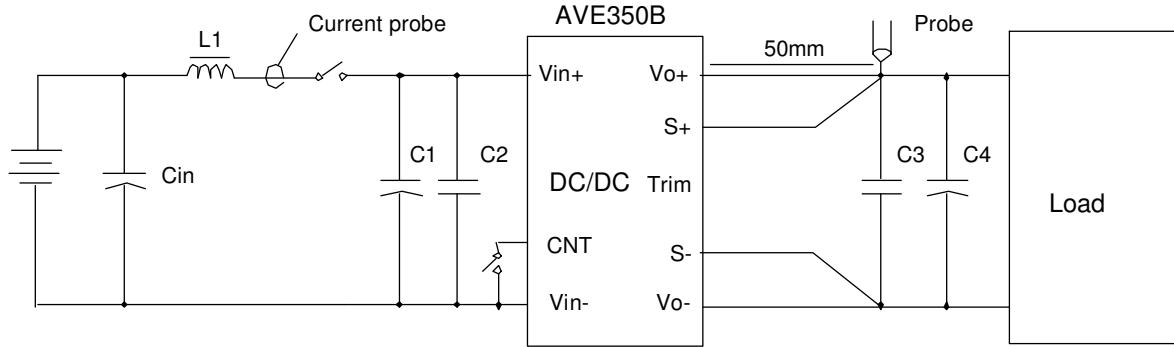 AVE350B
Current probe
Probe
L1
50mm
Vin+
Vo+
S+
C1
C2
C3
C4
Cin
DC/DC
Trim
Load
CNT
S-
Vin-
Vo-